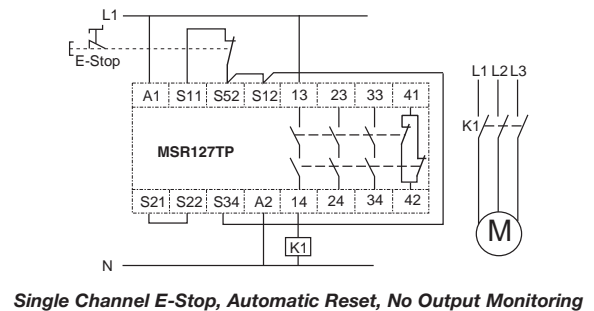 L1
E-Stop
A1 S11 S52 S12 13 23 33 41
MSR127TP
S21 S22 S34 A2 14 24 34 42
K1
N
L1 L2 L3
K1
M
Single Channel E-Stop, Automatic Reset, No Output Monitoring